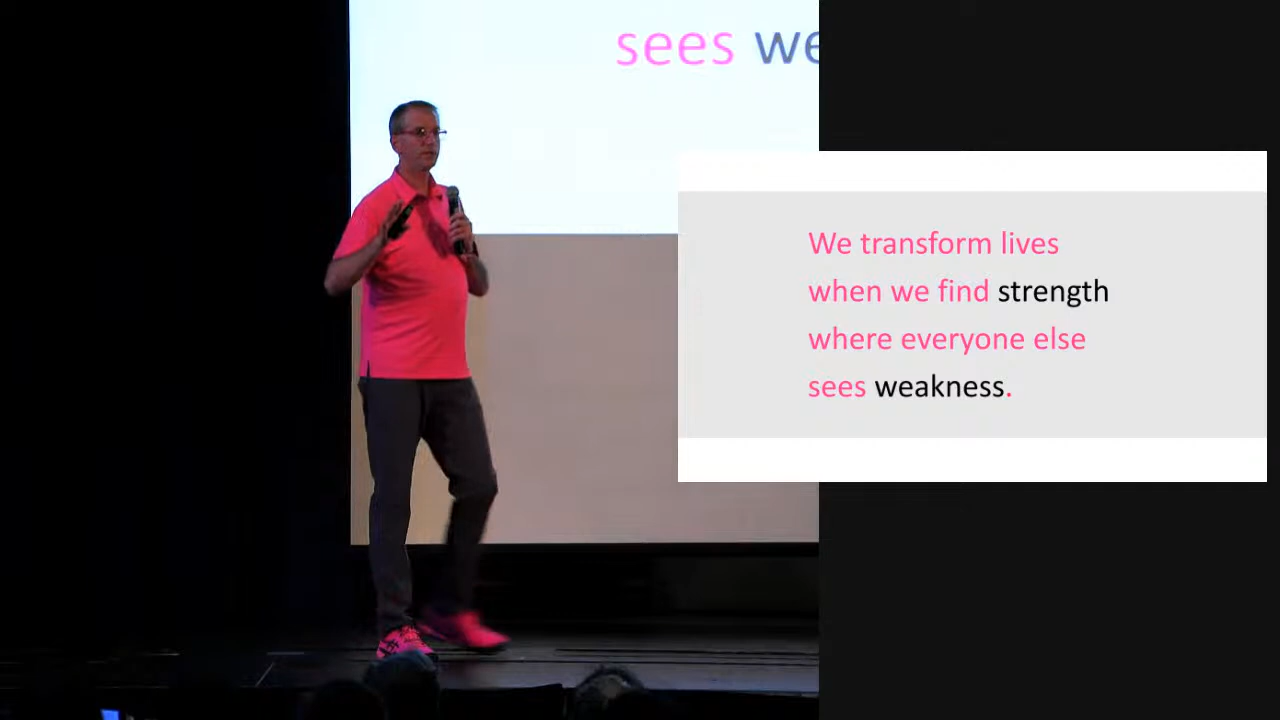 sees we
We transform lives
when we find strength
where everyone else
sees weakness.